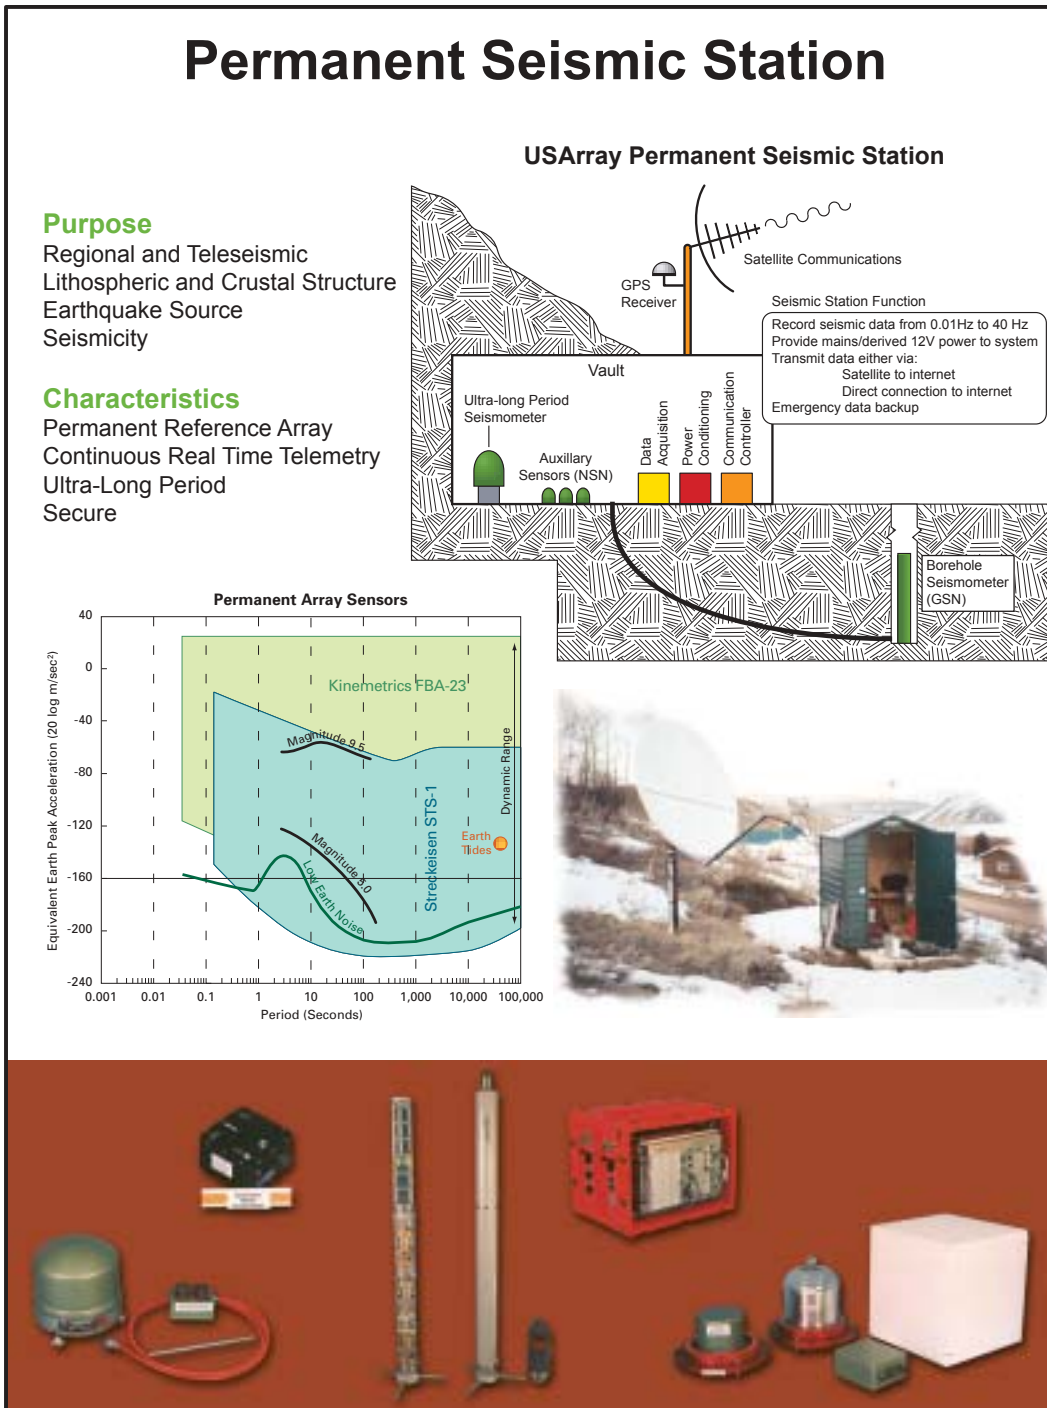 Permanent Seismic Station
USArray Permanent Seismic Station
Purpose
Regional and Teleseismic
Lithospheric and Crustal Structure
Earthquake Source
Seismicity
Characteristics
Permanent Reference Array
Continuous Real Time Telemetry
Ultra-Long Period
Secure
Satellite Communications
GPS
Receiver
Seismic Station Function
Record seismic data from 0.01Hz to 40 Hz
Provide mains/derived 12V power to system
Transmit data either via:
Satellite to internet
Direct connection to internet
Emergency data backup
Vault
Ultra-long Period
Seismometer
Auxillary
Sensors (NSN)
Data
Acquisition
Power
Conditioning
Communication
Controller
Borehole
Seismometer
(GSN)
Permanent Array Sensors
Equivalent Earth Peak Acceleration (20 log m/sec²)
40
0
-40
-80
-120
-160
-200
-240
Kinemetrics FBA-23
Magnitude 9.5
Dynamic Range
Streckeisen STS-1
Earth
Tides
Magnitude 5.0
Low Earth Noise
0.001 0.01 0.1 1 10 100 1,000 10,000 100,000
Period (Seconds)